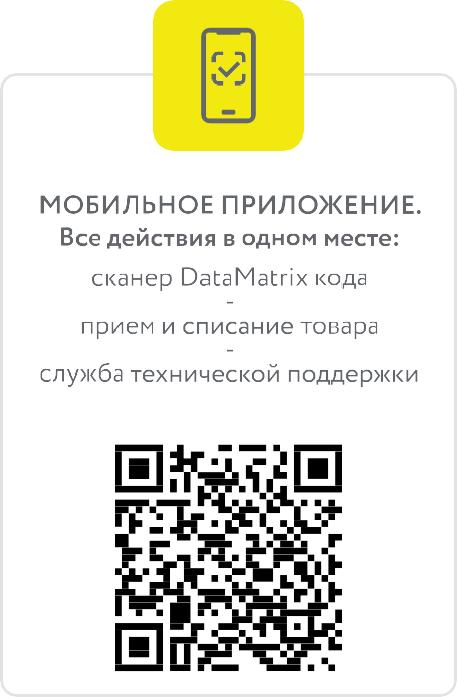 МОБИЛЬНОЕ ПРИЛОЖЕНИЕ.
Все действия в одном месте:
сканер DataMatrix кода
-
прием и списание товара
-
служба технической поддержки